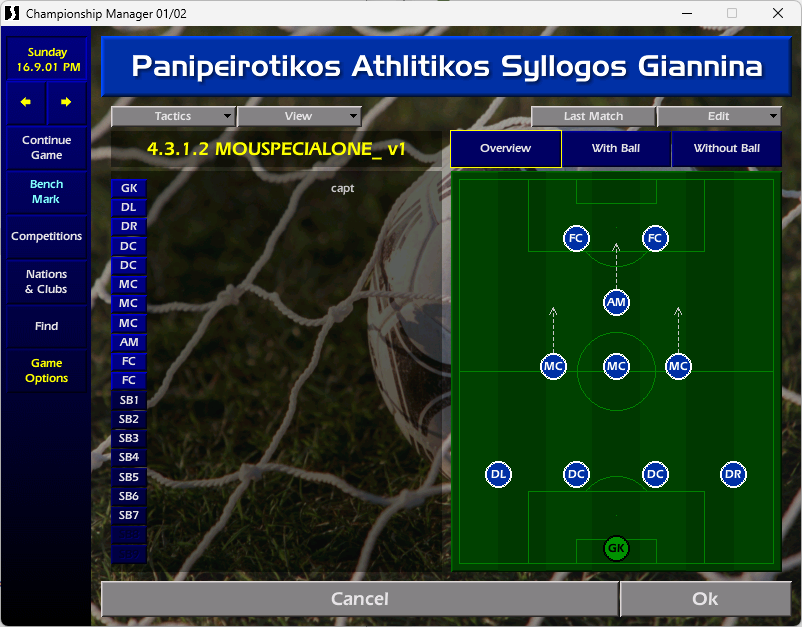 Championship Manager 01/02
Sunday
16.9.01 PM
Continue
Game
Bench
Mark
Competitions
Nations
& Clubs
Find
Game
Options
Panipeirotikos Athlitikos Syllogos Giannina
Tactics
View
Last Match
Edit
4.3.1.2 MOUSPECIALONE_ v1
Overview
With Ball
Without Ball
GK
capt
DL
DR
DC
DC
MC
MC
MC
AM
FC
FC
SB1
SB2
SB3
SB4
SB5
SB6
SB7
FC FC
AM
MC MC MC
DL DC DC DR
GK
Cancel
Ok